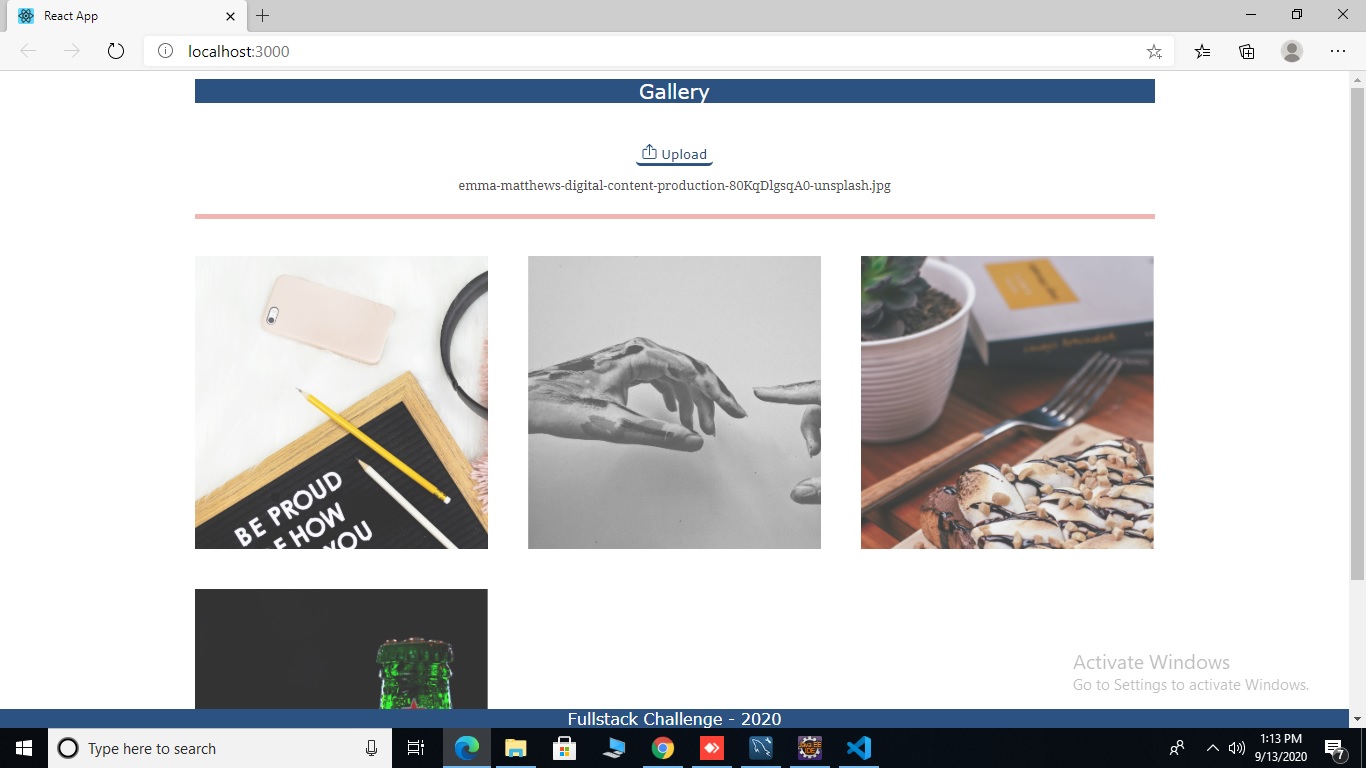 React App
localhost:3000
Gallery
Upload
emma-matthews-digital-content-production-80KqDlgsqA0-unsplash.jpg
BE PROUD
F HOW
YOU
Activate Windows
Go to Settings to activate Windows.
Fullstack Challenge - 2020
Type here to search
1:13 PM
9/13/2020
7